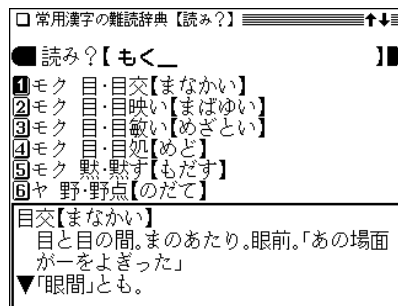 常用漢字の難読辞典【読み?】
読み?【もく_ 】
1モク 目・目交【まなかい】
2モク 目・目映い【まばゆい】
3モク 目・目敏い【めざとい】
4モク 目・目処【めど】
5モク 黙・黙す【もだす】
6ヤ 野・野点【のだて】
目交【まなかい】
目と目の間。まのあたり。眼前。「あの場面
がーをよぎった」
▼「眼間」とも。